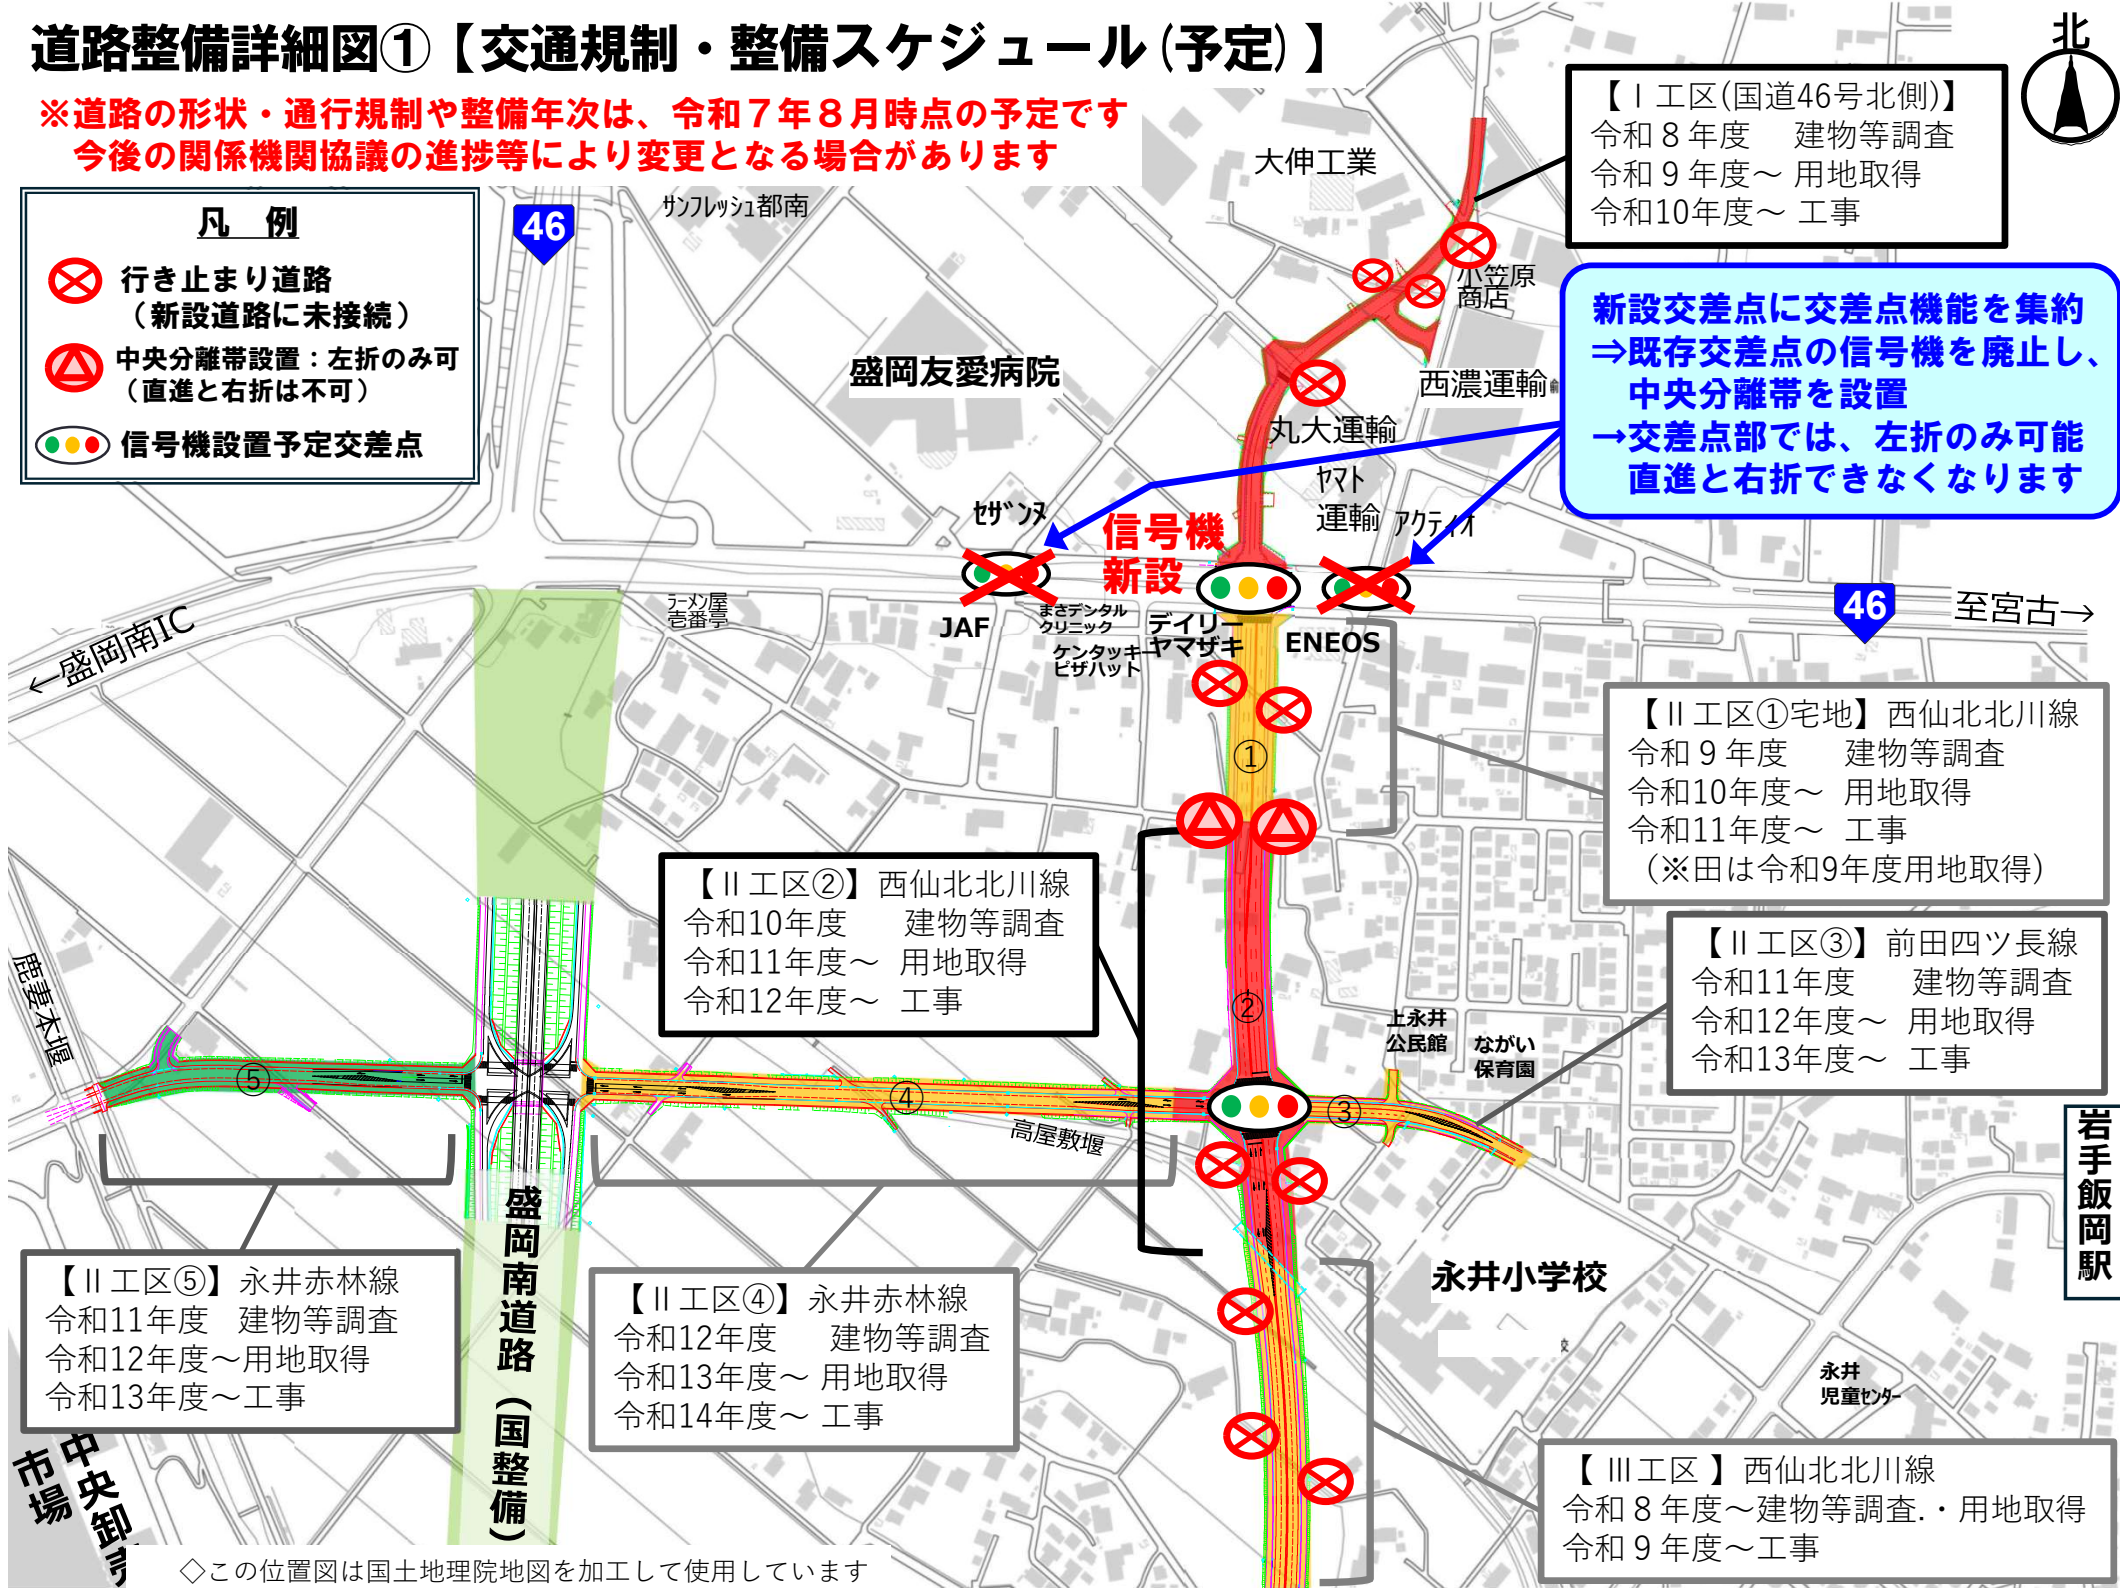 道路整備詳細図①【交通規制・整備スケジュール(予定)】
※道路の形状・通行規制や整備年次は、令和７年８月時点の予定です
今後の関係機関協議の進捗等により変更となる場合があります
北
凡　例
行き止まり道路
（新設道路に未接続）
中央分離帯設置：左折のみ可
（直進と右折は不可）
信号機設置予定交差点
46
ｻﾝﾌﾚｯｼｭ都南
大伸工業
【Ⅰ工区(国道46号北側)】
令和８年度　建物等調査
令和９年度～ 用地取得
令和10年度～ 工事
小笠原
商店
新設交差点に交差点機能を集約
⇒既存交差点の信号機を廃止し、
中央分離帯を設置
→交差点部では、左折のみ可能
直進と右折できなくなります
盛岡友愛病院
西濃運輸
丸大運輸
ﾔﾏﾄ
運輸
アクティオ
ｾｻﾞﾝﾇ
信号機
新設
46
至宮古→
←盛岡南IC
ﾗｰﾒﾝ屋
壱番亭
JAF
まさデンタル
クリニック
ケンタッキー
ピザハット
デイリー
ヤマザキ
ENEOS
①
【Ⅱ工区①宅地】西仙北北川線
令和９年度　建物等調査
令和10年度～ 用地取得
令和11年度～ 工事
（※田は令和9年度用地取得）
【Ⅱ工区②】西仙北北川線
令和10年度　建物等調査
令和11年度～ 用地取得
令和12年度～ 工事
②
【Ⅱ工区③】前田四ツ長線
令和11年度　建物等調査
令和12年度～ 用地取得
令和13年度～ 工事
鹿妻本堰
上永井
公民館
ながい
保育園
⑤
④
③
高屋敷堰
岩手飯岡駅
盛岡南道路（国整備）
永井小学校
【Ⅱ工区⑤】永井赤林線
令和11年度　建物等調査
令和12年度～用地取得
令和13年度～工事
【Ⅱ工区④】永井赤林線
令和12年度　建物等調査
令和13年度～ 用地取得
令和14年度～ 工事
永井
児童ｾﾝﾀｰ
【Ⅲ工区】西仙北北川線
令和８年度～建物等調査.・用地取得
令和９年度～工事
中央卸売
市場
◇この位置図は国土地理院地図を加工して使用しています